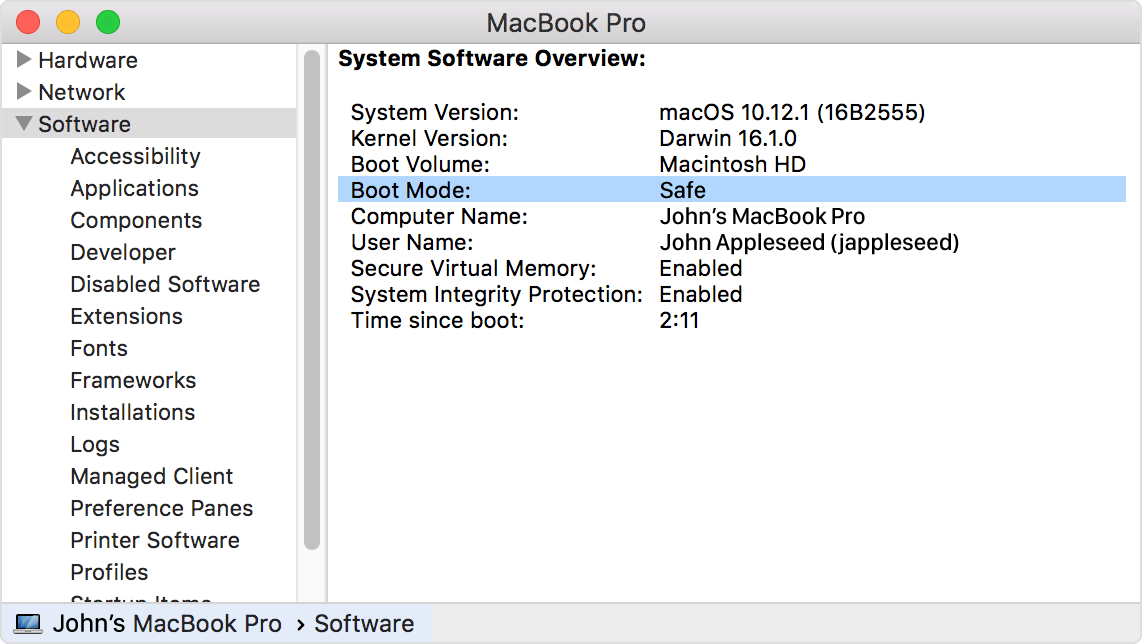 MacBook Pro
Hardware
Network
Software
Accessibility
Applications
Components
Developer
Disabled Software
Extensions
Fonts
Frameworks
Installations
Logs
Managed Client
Preference Panes
Printer Software
Profiles
Startup Items
System Software Overview:
System Version: macOS 10.12.1 (16B2555)
Kernel Version: Darwin 16.1.0
Boot Volume: Macintosh HD
Boot Mode: Safe
Computer Name: John’s MacBook Pro
User Name: John Appleseed (jappleseed)
Secure Virtual Memory: Enabled
System Integrity Protection: Enabled
Time since boot: 2:11
John’s MacBook Pro › Software